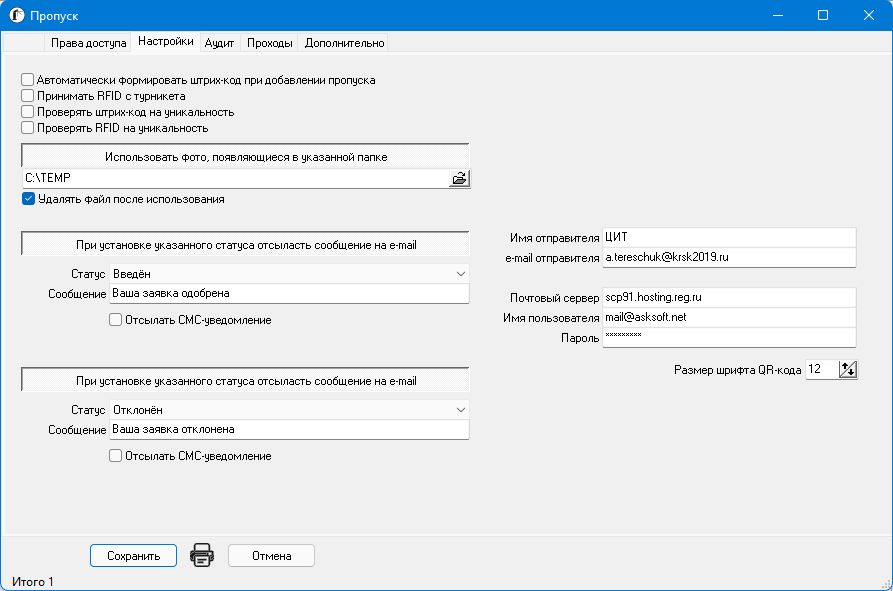 Пропуск
Права доступа Настройки Аудит Проходы Дополнительно
Автоматически формировать штрих-код при добавлении пропуска
Принимать RFID с турникета
Проверять штрих-код на уникальность
Проверять RFID на уникальность
Использовать фото, появляющиеся в указанной папке
C:\TEMP
Удалять файл после использования
При установке указанного статуса отсыласть сообщение на e-mail
Статус Введён
Сообщение Ваша заявка одобрена
Отсылать СМС-уведомление
При установке указанного статуса отсыласть сообщение на e-mail
Статус Отклонён
Сообщение Ваша заявка отклонена
Отсылать СМС-уведомление
Имя отправителя ЦИТ
e-mail отправителя a.tereschuk@krsk2019.ru
Почтовый сервер scp91.hosting.reg.ru
Имя пользователя mail@asksoft.net
Пароль *********
Размер шрифта QR-кода 12
Сохранить Отмена
Итого 1